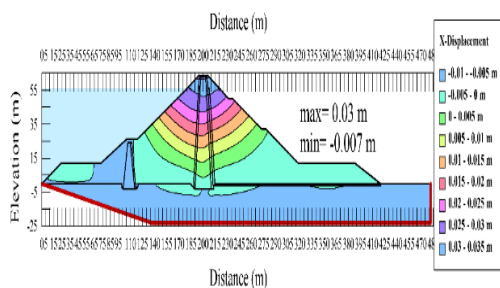 Distance (m)
X-Displacement
-0.01 - -0.005 m
-0.005 - 0 m
0 - 0.005 m
0.005 - 0.01 m
0.01 - 0.015 m
0.015 - 0.02 m
0.02 - 0.025 m
0.025 - 0.03 m
0.03 - 0.035 m
Elevation (m)
55
35
15
-5
-25
max= 0.03 m
min= -0.007 m
Distance (m)